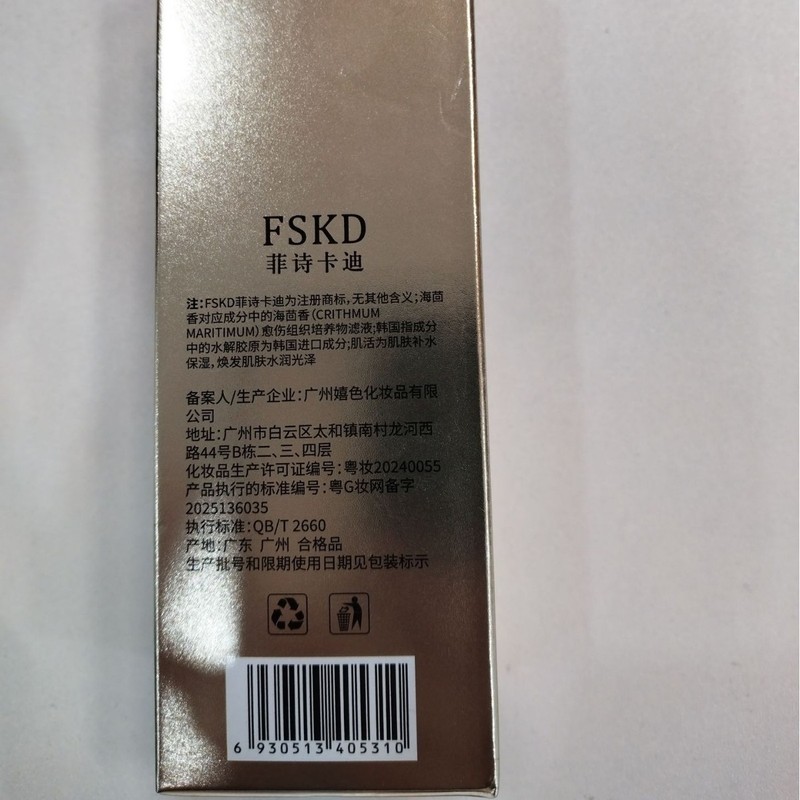 FSKD
菲诗卡迪
注:FSKD菲诗卡迪为注册商标,无其他含义;海茴
香对应成分中的海茴香(CRITHMUM
MARITIMUM)愈伤组织培养物滤液;韩国指成分
中的水解胶原为韩国进口成分;肌活为肌肤补水
保湿,焕发肌肤水润光泽
备案人/生产企业:广州嬉色化妆品有限
公司
地址:广州市白云区太和镇南村龙河西
路44号B栋二、三、四层
化妆品生产许可证编号:粤妆20240055
产品执行的标准编号:粤G妆网备字
2025136035
执行标准:QB/T 2660
产地:广东 广州 合格品
生产批号和限期使用日期见包装标示
6 930513 405310